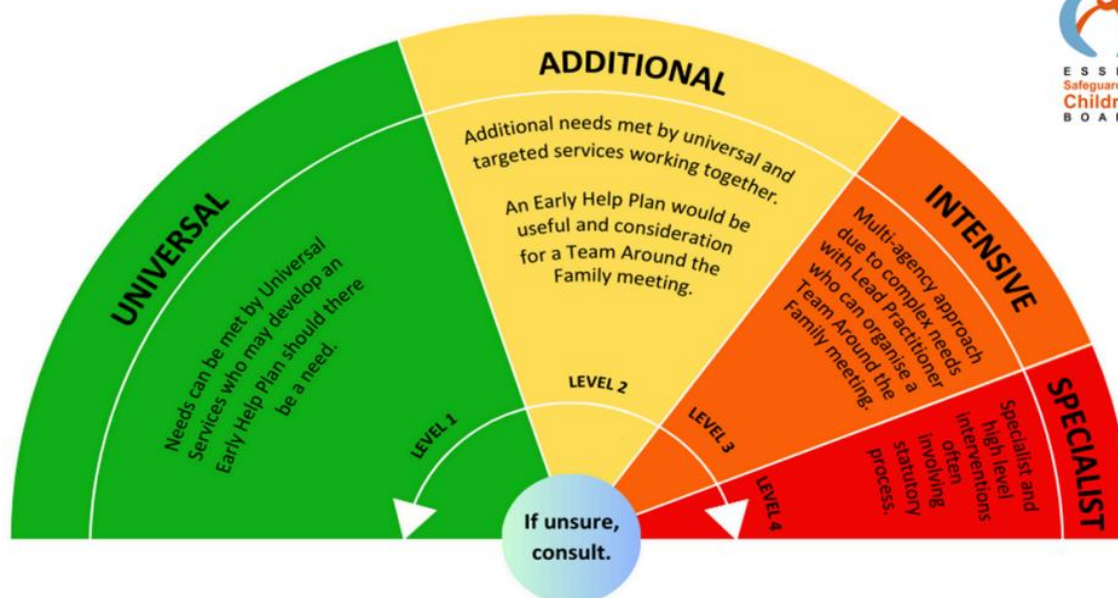 UNIVERSAL
Needs can be met by Universal
Services who may develop an
Early Help Plan should there
be a need.
LEVEL 1
ADDITIONAL
Additional needs met by universal and
targeted services working together.
An Early Help Plan would be
useful and consideration
for a Team Around the
Family meeting.
LEVEL 2
INTENSIVE
Multi-agency approach
due to complex needs
with Lead Practitioner
who can organise a
Team Around the
Family meeting.
LEVEL 3
SPECIALIST
Specialist and
high level
interventions
often
involving
statutory
process.
LEVEL 4
If unsure,
consult.